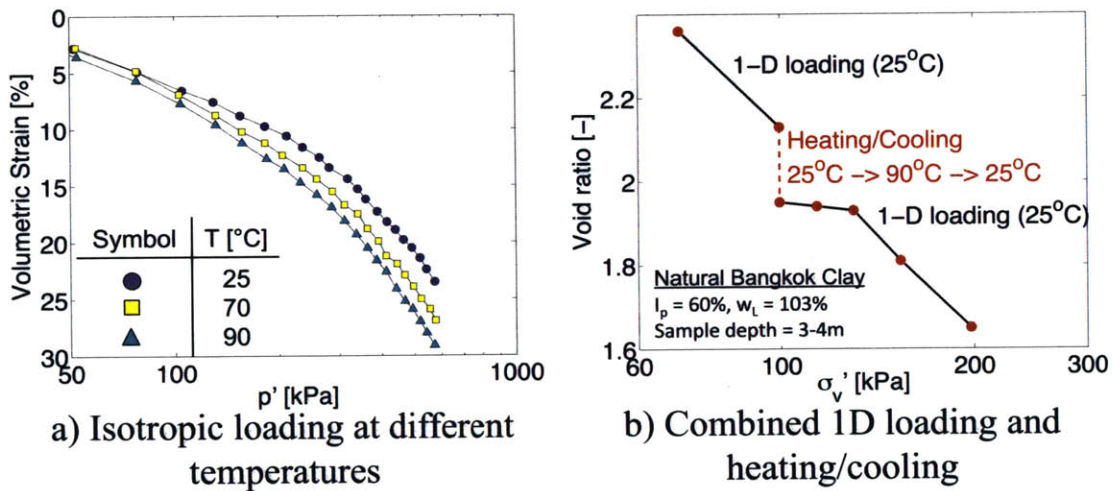 0
5
10
15
20
25
30
Volumetric Strain [%]
Symbol T [°C]
25
70
90
50 100 1000
p' [kPa]
a) Isotropic loading at different
temperatures
2.2
2
1.8
1.6
Void ratio [–]
1–D loading (25°C)
Heating/Cooling
25°C –> 90°C –> 25°C
1–D loading (25°C)
Natural Bangkok Clay
Iₚ = 60%, w_L = 103%
Sample depth = 3-4m
60 100 200 300
σᵥ' [kPa]
b) Combined 1D loading and
heating/cooling